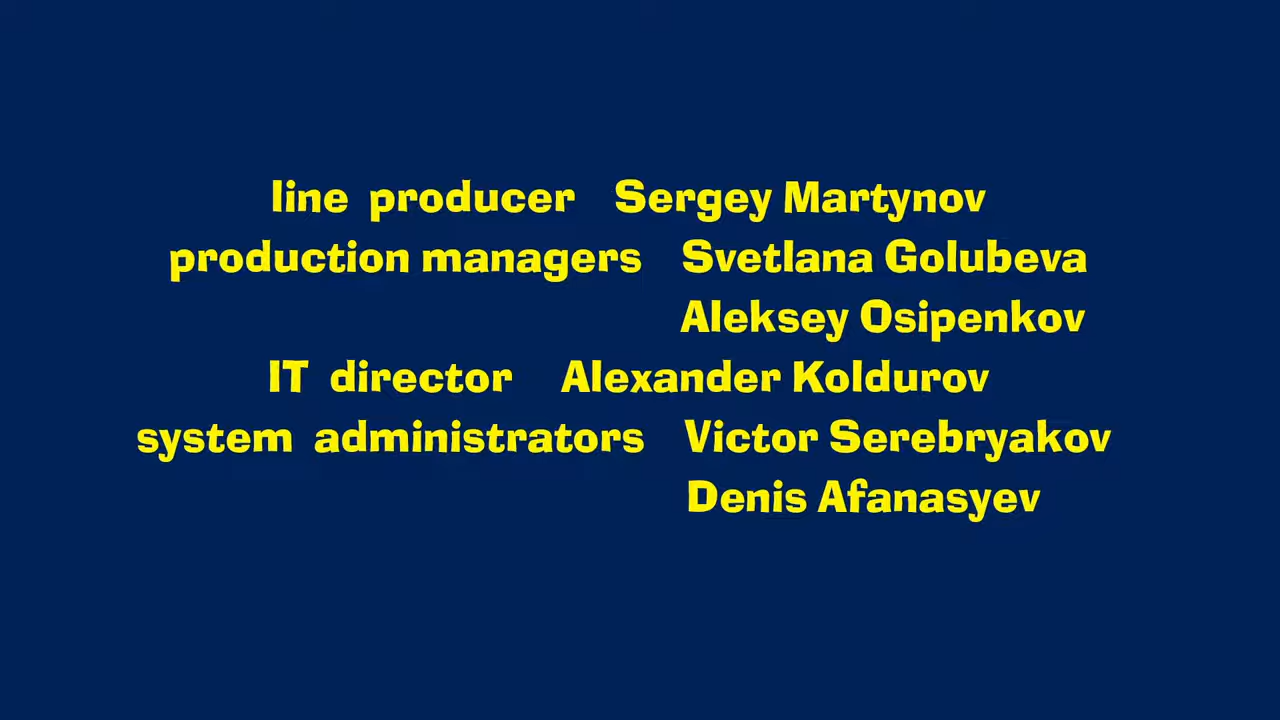 line producer Sergey Martynov
production managers Svetlana Golubeva
Aleksey Osipenkov
IT director Alexander Koldurov
system administrators Victor Serebryakov
Denis Afanasyev